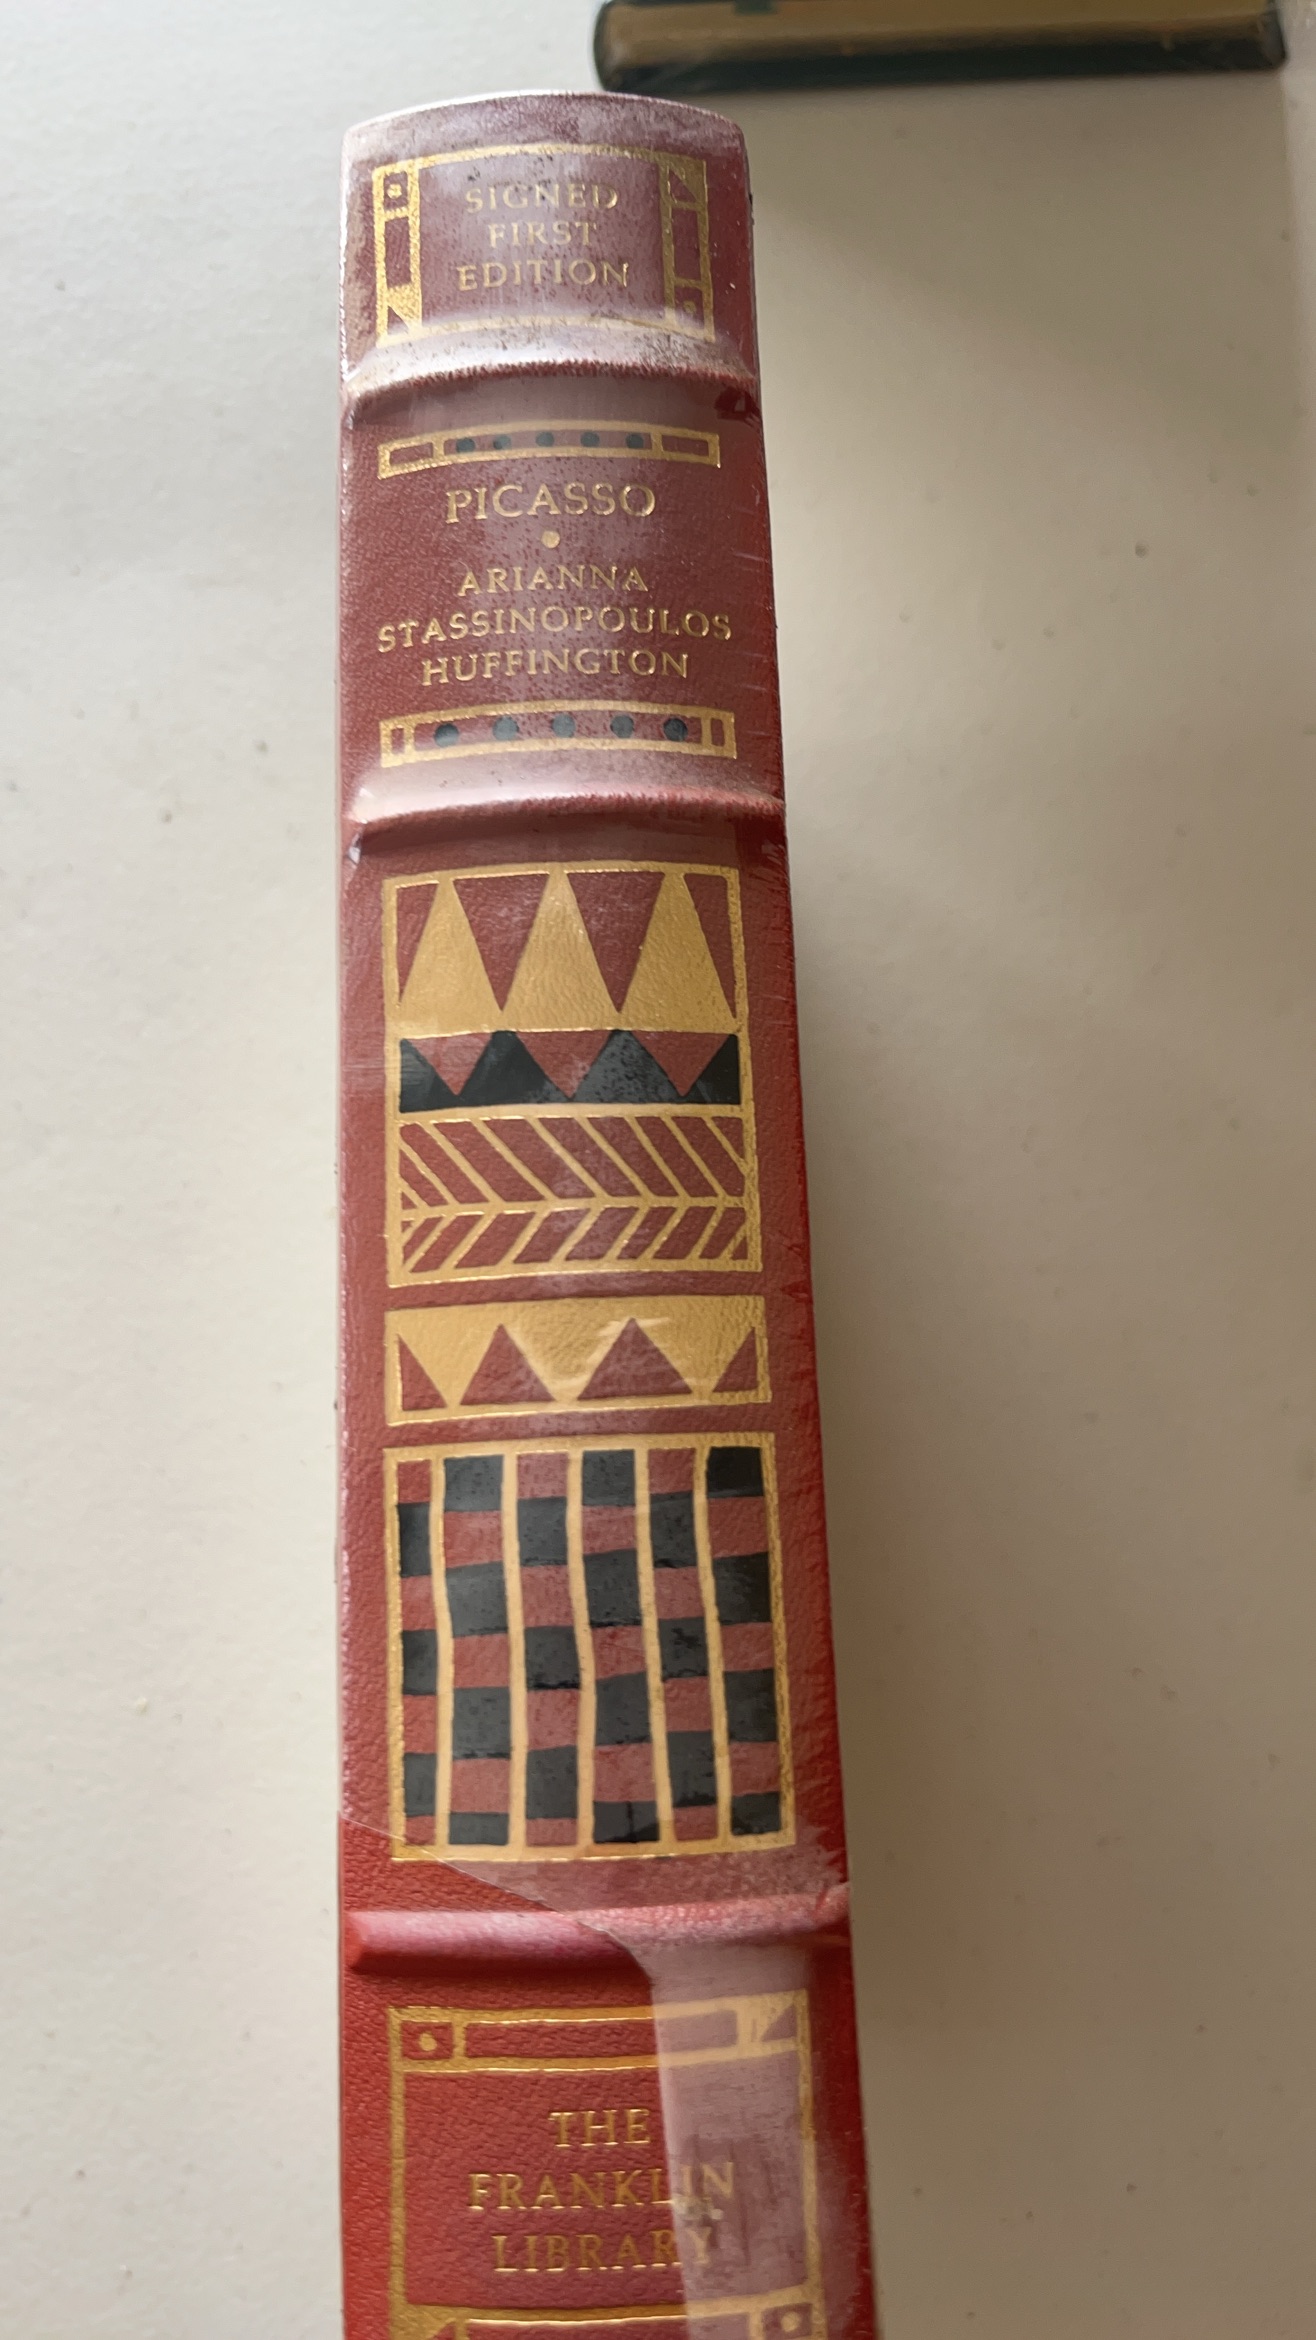 SIGNED
FIRST
EDITION
PICASSO
ARIANNA
STASSINOPOULOS
HUFFINGTON
THE
FRANKLIN
LIBRARY